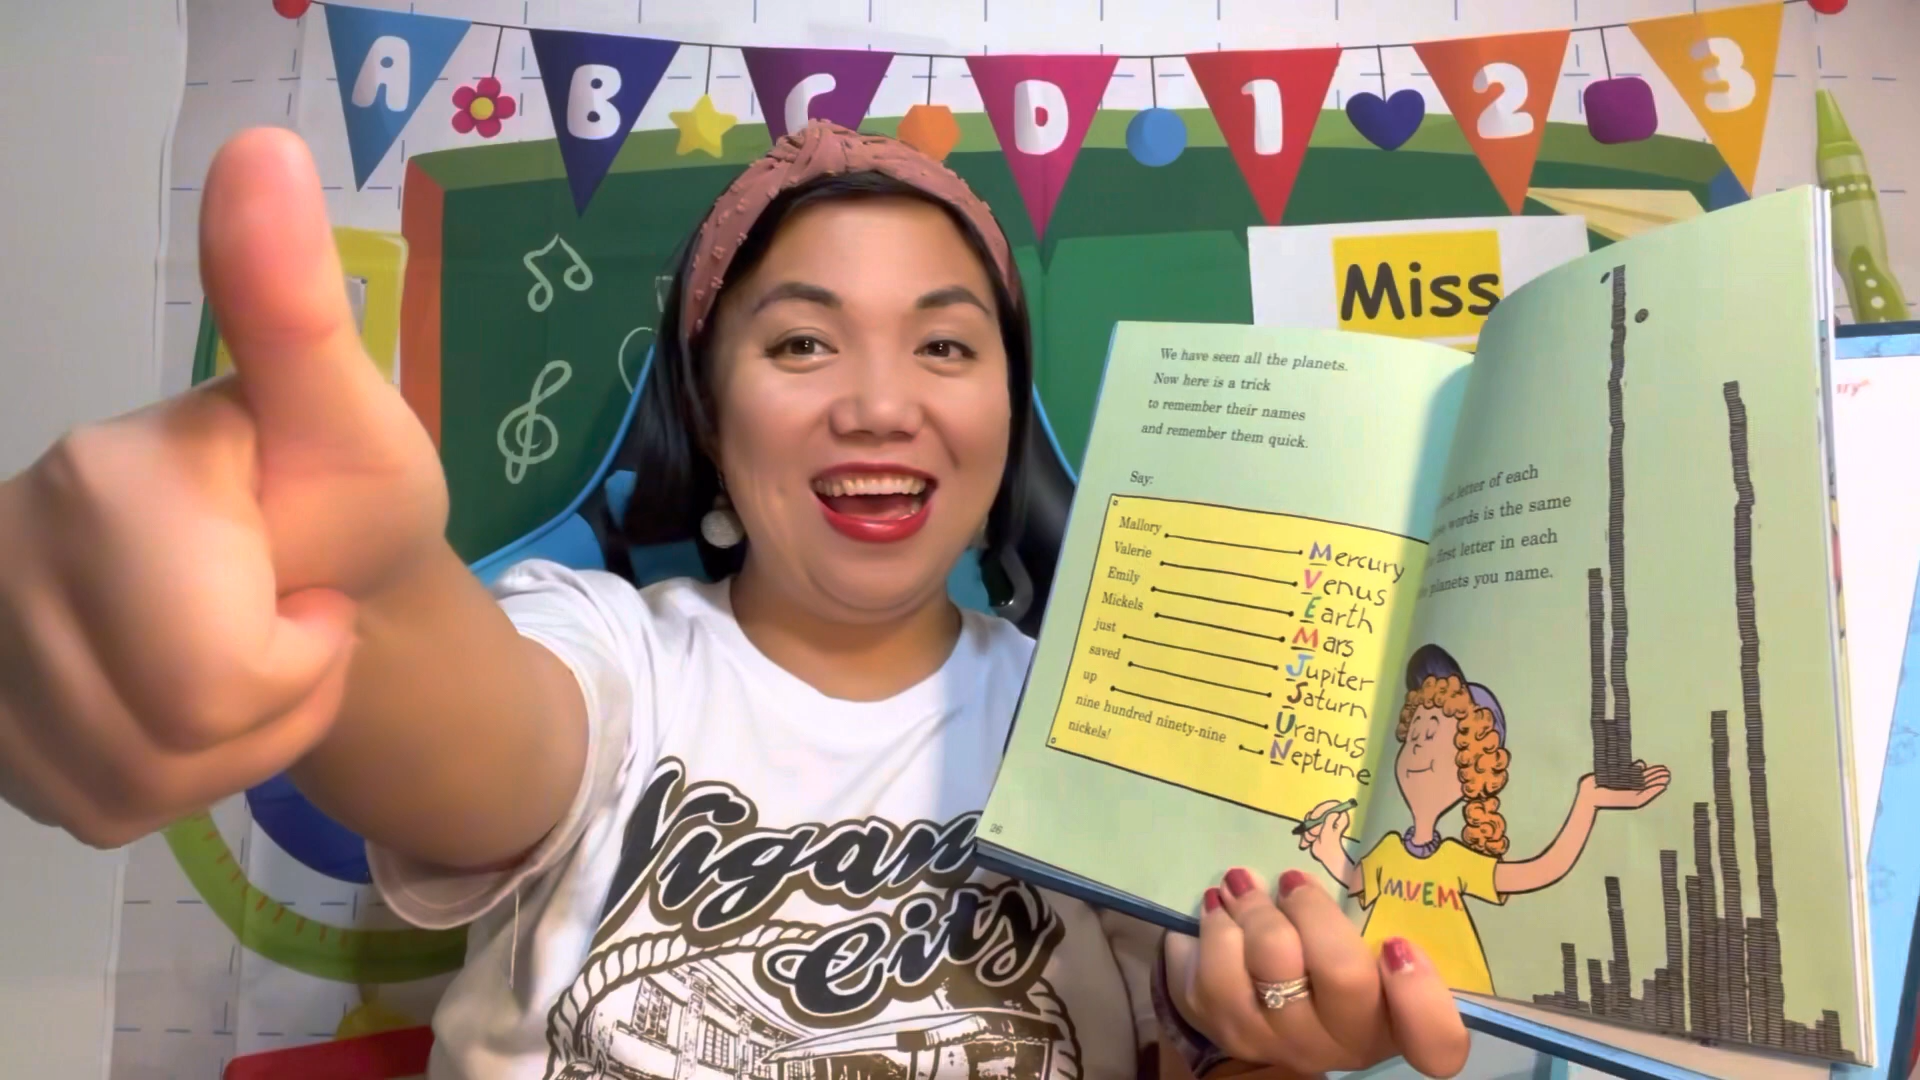 A B C D 1 2 3
Miss
We have seen all the planets.
Now here is a trick
to remember their names
and remember them quick.
Say:
Mallory Mercury
Valerie Venus
Emily Earth
Mickels Mars
just Jupiter
saved Saturn
up Uranus
nine hundred ninety-nine Neptune
nickels!
26
letter of each
words is the same
first letter in each
planets you name.
M.V.E.M.
Vigan
City